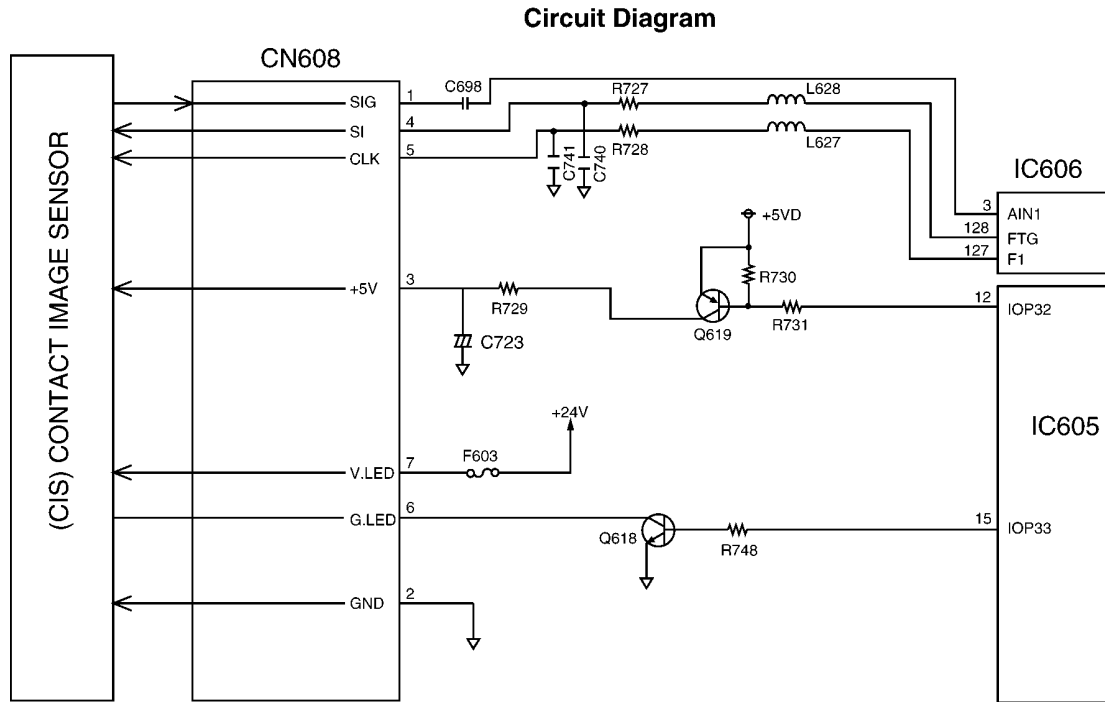 Circuit Diagram
(CIS) CONTACT IMAGE SENSOR
CN608
SIG
1
C698
R727
L628
SI
4
CLK
5
R728
L627
C741
C740
IC606
3
AIN1
128
FTG
127
F1
+5VD
+5V
3
R729
R730
12
IOP32
Q619
R731
C723
IC605
+24V
F603
V.LED
7
G.LED
6
Q618
R748
15
IOP33
GND
2